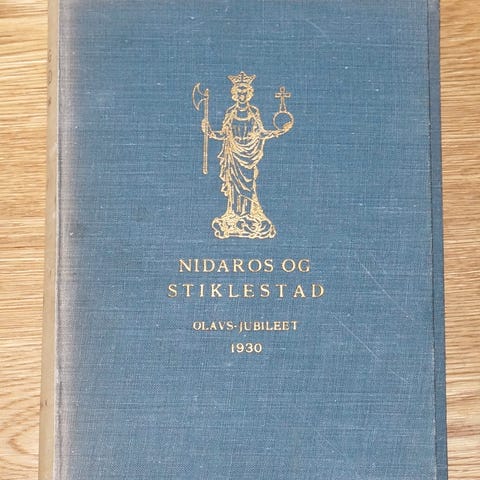 NIDAROS OG
STIKLESTAD
OLAVS-JUBILEET
1930